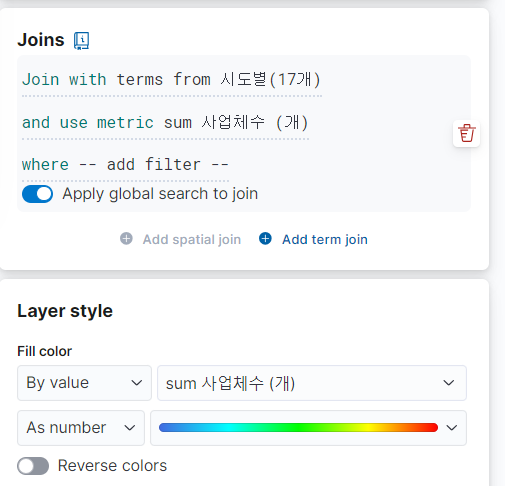 Joins
Join with terms from 시도별(17개)
and use metric sum 사업체수 (개)
where -- add filter --
Apply global search to join
Add spatial join Add term join
Layer style
Fill color
By value sum 사업체수 (개)
As number
Reverse colors